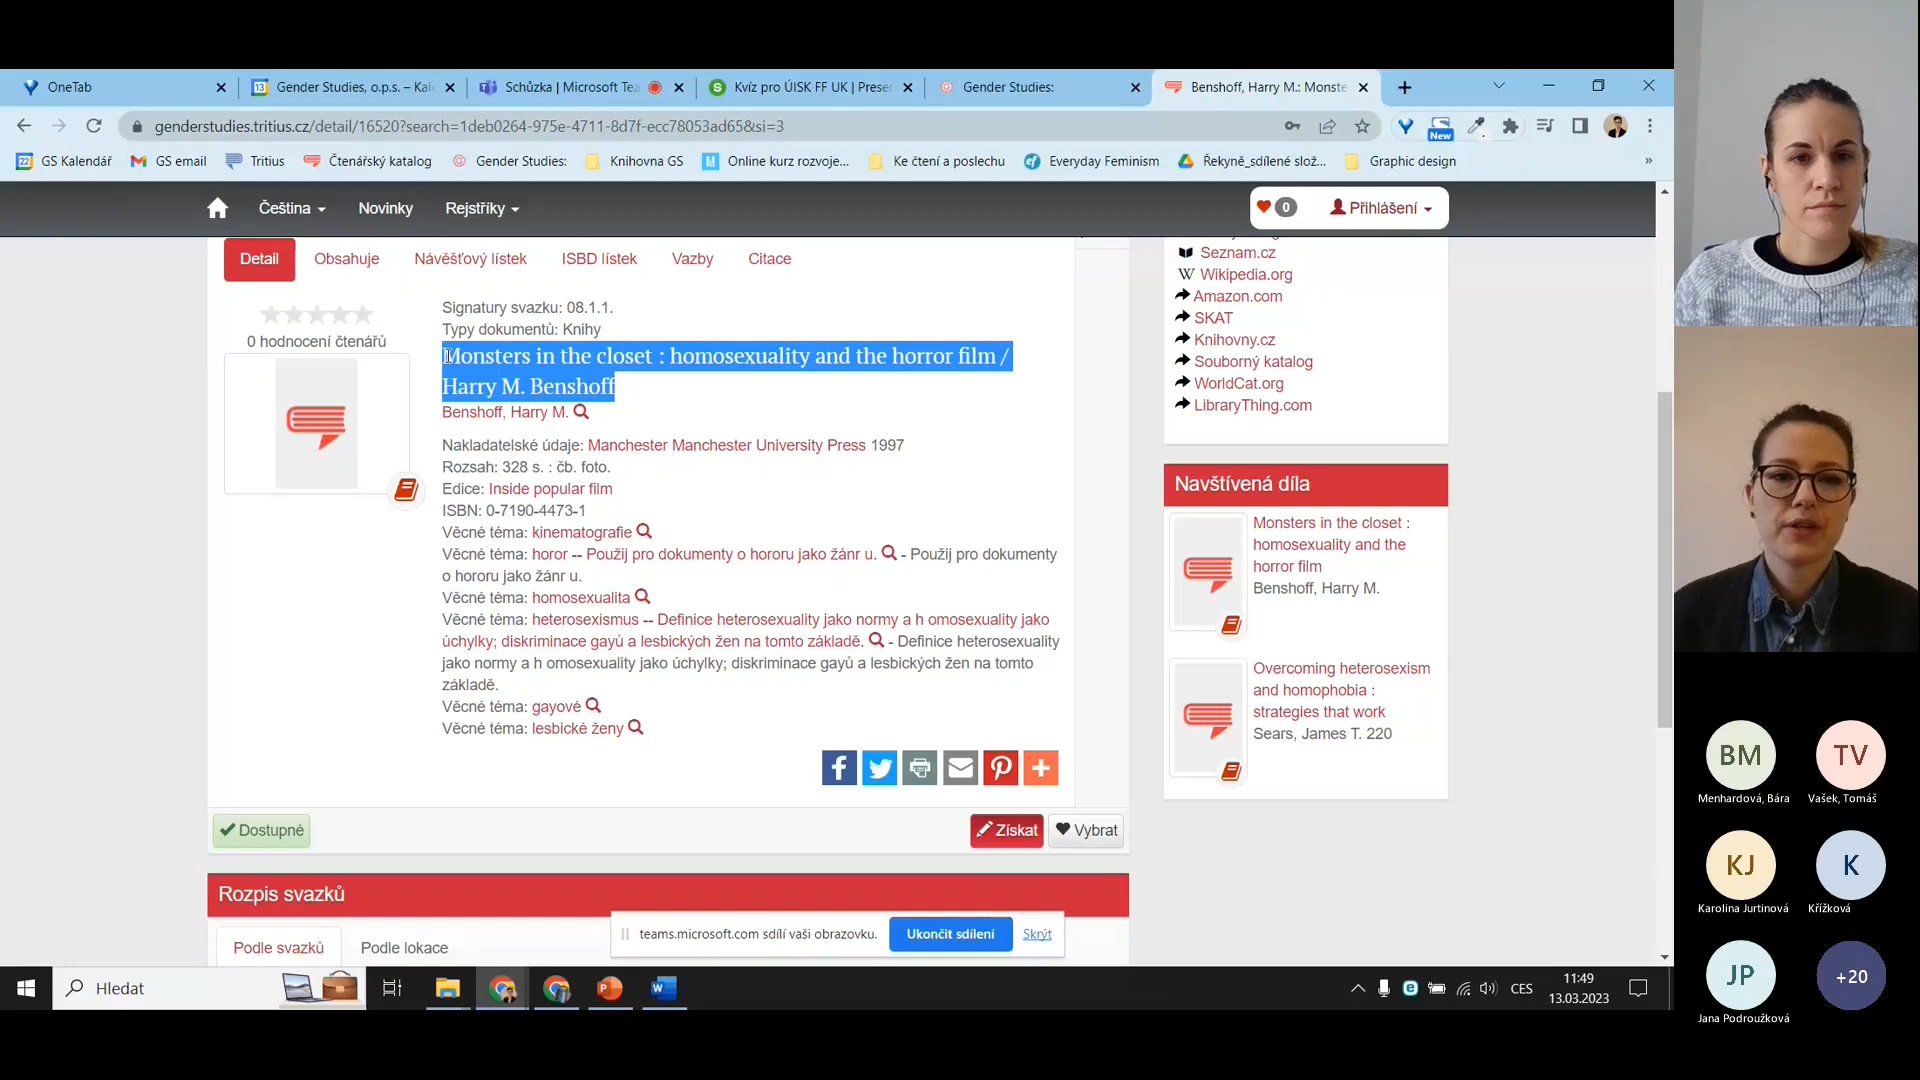 OneTab
Gender Studies, o.p.s. – Kal
Schůzka | Microsoft Tea
Kvíz pro ÚISK FF UK | Prese
Gender Studies:
Benshoff, Harry M.: Monste
genderstudies.tritius.cz/detail/16520?search=1deb0264-975e-4711-8d7f-ecc78053ad65&si=3
New
GS Kalendář
GS email
Tritius
Čtenářský katalog
Gender Studies:
Knihovna GS
Online kurz rozvoje...
Ke čtení a poslechu
Everyday Feminism
Řekyně_sdílené slož...
Graphic design
»
Čeština
Novinky
Rejstříky
0
Přihlášení
Detail
Obsahuje
Návěšťový lístek
ISBD lístek
Vazby
Citace
0 hodnocení čtenářů
Signatury svazku: 08.1.1.
Typy dokumentů: Knihy
Monsters in the closet : homosexuality and the horror film /
Harry M. Benshoff
Benshoff, Harry M.
Nakladatelské údaje: Manchester Manchester University Press 1997
Rozsah: 328 s. : čb. foto.
Edice: Inside popular film
ISBN: 0-7190-4473-1
Věcné téma: kinematografie
Věcné téma: horor -- Použij pro dokumenty o hororu jako žánr u. - Použij pro dokumenty
o hororu jako žánr u.
Věcné téma: homosexualita
Věcné téma: heterosexismus -- Definice heterosexuality jako normy a h omosexuality jako
úchylky; diskriminace gayů a lesbických žen na tomto základě. - Definice heterosexuality
jako normy a h omosexuality jako úchylky; diskriminace gayů a lesbických žen na tomto
základě.
Věcné téma: gayové
Věcné téma: lesbické ženy
Dostupné
Získat
Vybrat
Rozpis svazků
Podle svazků
Podle lokace
Seznam.cz
Wikipedia.org
Amazon.com
SKAT
Knihovny.cz
Souborný katalog
WorldCat.org
LibraryThing.com
Navštívená díla
Monsters in the closet :
homosexuality and the
horror film
Benshoff, Harry M.
Overcoming heterosexism
and homophobia :
strategies that work
Sears, James T. 220
teams.microsoft.com sdílí vaši obrazovku.
Ukončit sdílení
Skrýt
Hledat
CES
11:49
13.03.2023
BM
Menhardová, Bára
TV
Vašek, Tomáš
KJ
Karolina Jurtinová
K
Křížková
JP
Jana Podroužková
+20